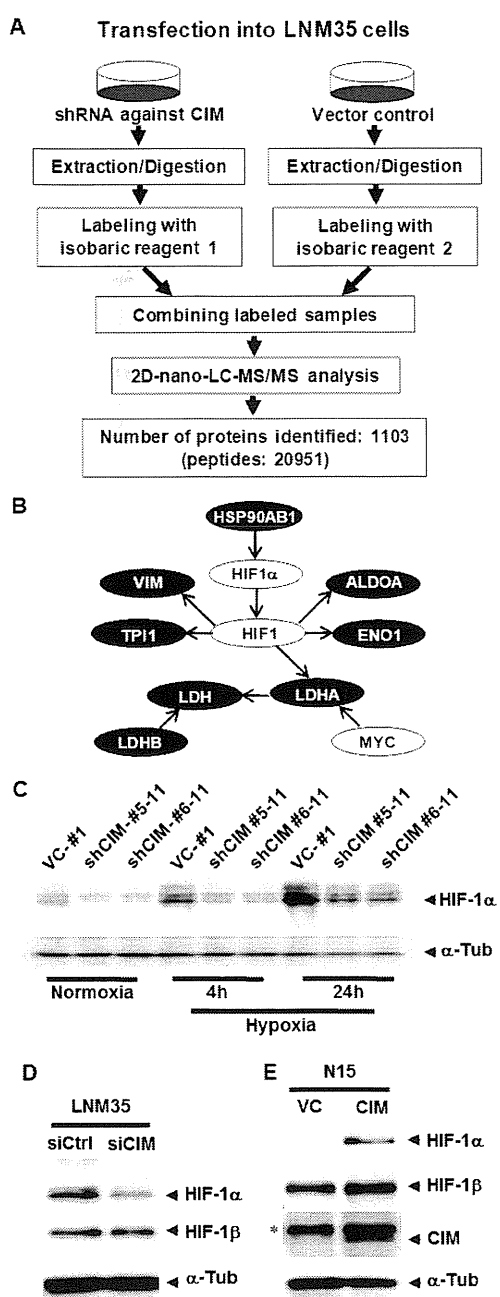 A
Transfection into LNM35 cells
shRNA against CIM
Vector control
Extraction/Digestion
Extraction/Digestion
Labeling with
isobaric reagent 1
Labeling with
isobaric reagent 2
Combining labeled samples
2D-nano-LC-MS/MS analysis
Number of proteins identified: 1103
(peptides: 20951)
B
HSP90AB1
VIM
HIF1α
ALDOA
TPI1
HIF1
ENO1
LDH
LDHA
LDHB
MYC
C
VC-#1
shCIM-#5-11
shCIM-#6-11
VC-#1
shCIM #5-11
shCIM #6-11
VC-#1
shCIM #5-11
shCIM #6-11
HIF-1α
α-Tub
Normoxia
4h
24h
Hypoxia
D
LNM35
siCtrl
siCIM
HIF-1α
HIF-1β
α-Tub
E
N15
VC
CIM
HIF-1α
HIF-1β
*
CIM
α-Tub